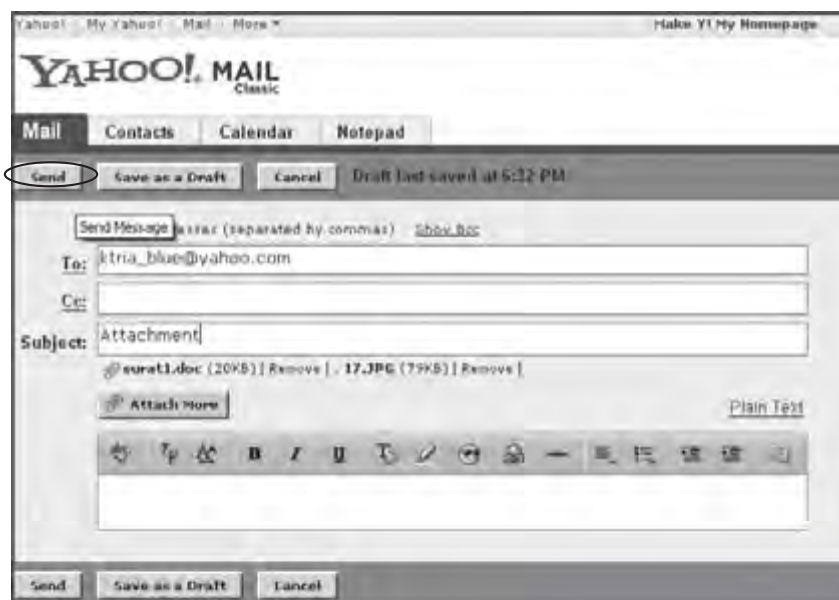 Yahoo! My Yahoo! Mail More
Make Y! My Homepage
YAHOO! MAIL
Classic
Mail Contacts Calendar Notepad
Send Save as a Draft Cancel Draft last saved at 6:32 PM
Send Message (separated by commas) Show Bcc
To: ktria_blue@yahoo.com
Cc:
Subject: Attachment
surat1.doc (20KB) | Remove | , 17.JPG (79KB) | Remove |
Attach More
Plain Text
B I U
Send Save as a Draft Cancel